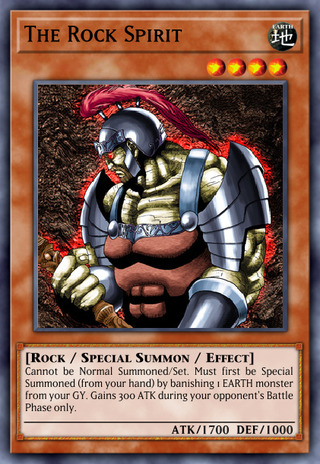 The Rock Spirit
EARTH
地
[Rock / Special Summon / Effect]
Cannot be Normal Summoned/Set. Must first be Special
Summoned (from your hand) by banishing 1 EARTH monster
from your GY. Gains 300 ATK during your opponent's Battle
Phase only.
ATK/1700 DEF/1000